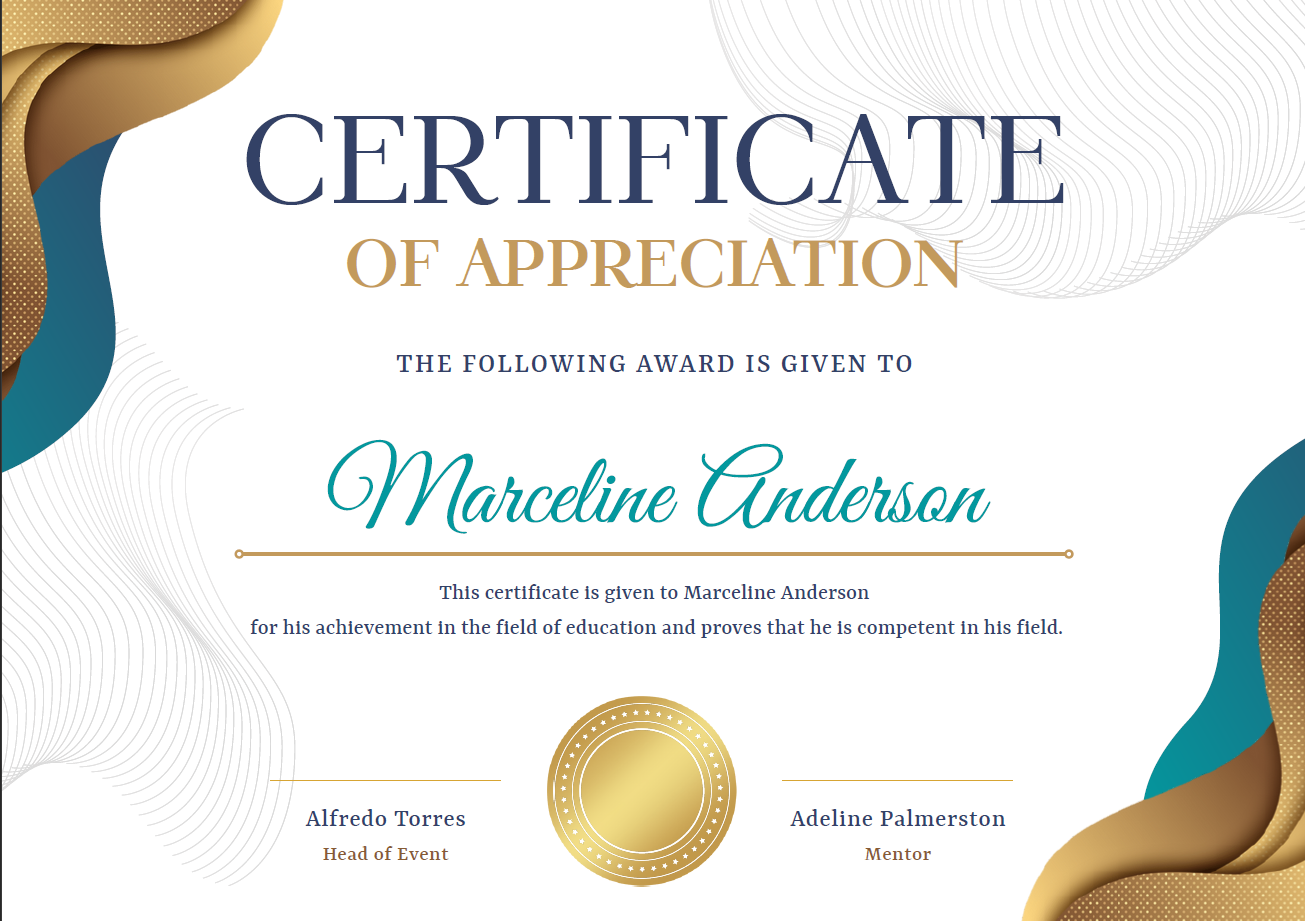 CERTIFICATE
OF APPRECIATION
THE FOLLOWING AWARD IS GIVEN TO
Marceline Anderson
This certificate is given to Marceline Anderson
for his achievement in the field of education and proves that he is competent in his field.
Alfredo Torres
Head of Event
Adeline Palmerston
Mentor